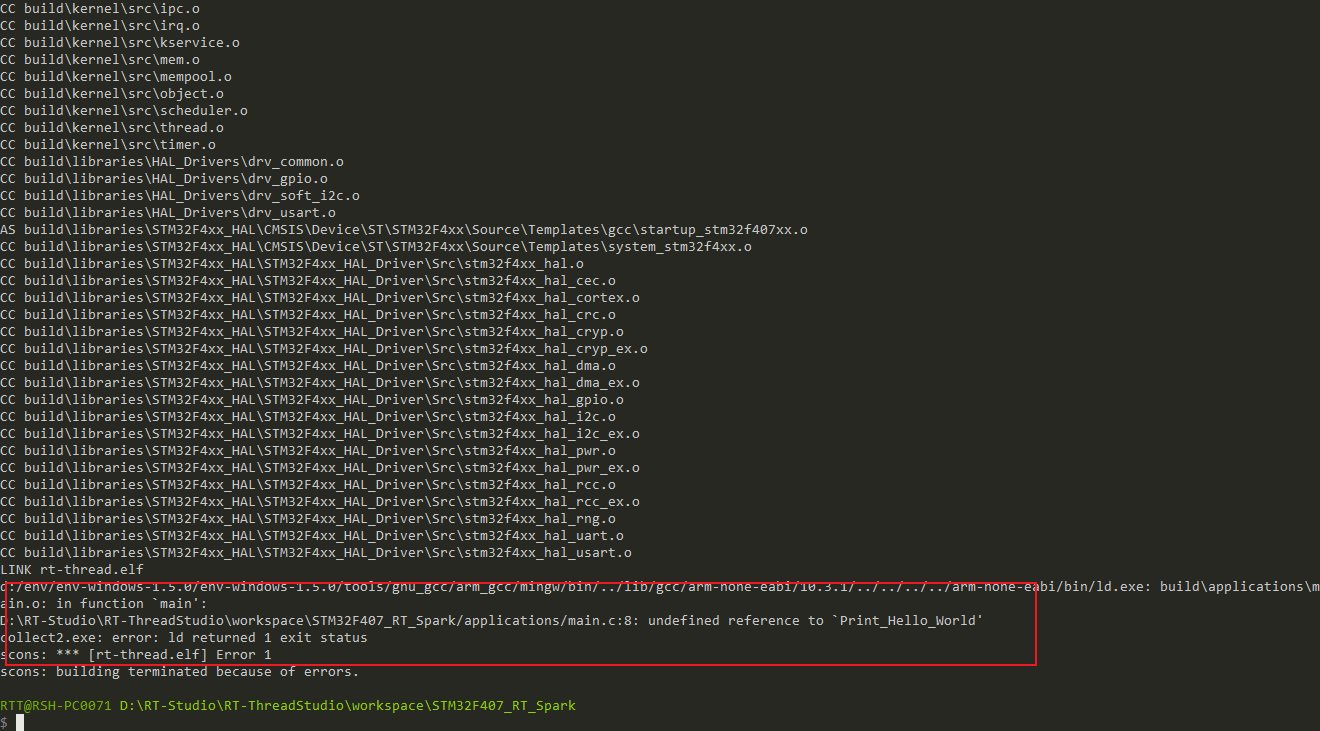 CC build\kernel\src\ipc.o
CC build\kernel\src\irq.o
CC build\kernel\src\kservice.o
CC build\kernel\src\mem.o
CC build\kernel\src\mempool.o
CC build\kernel\src\object.o
CC build\kernel\src\scheduler.o
CC build\kernel\src\thread.o
CC build\kernel\src\timer.o
CC build\libraries\HAL_Drivers\drv_common.o
CC build\libraries\HAL_Drivers\drv_gpio.o
CC build\libraries\HAL_Drivers\drv_soft_i2c.o
CC build\libraries\HAL_Drivers\drv_usart.o
AS build\libraries\STM32F4xx_HAL\CMSIS\Device\ST\STM32F4xx\Source\Templates\gcc\startup_stm32f407xx.o
CC build\libraries\STM32F4xx_HAL\CMSIS\Device\ST\STM32F4xx\Source\Templates\system_stm32f4xx.o
CC build\libraries\STM32F4xx_HAL\STM32F4xx_HAL_Driver\Src\stm32f4xx_hal.o
CC build\libraries\STM32F4xx_HAL\STM32F4xx_HAL_Driver\Src\stm32f4xx_hal_cec.o
CC build\libraries\STM32F4xx_HAL\STM32F4xx_HAL_Driver\Src\stm32f4xx_hal_cortex.o
CC build\libraries\STM32F4xx_HAL\STM32F4xx_HAL_Driver\Src\stm32f4xx_hal_crc.o
CC build\libraries\STM32F4xx_HAL\STM32F4xx_HAL_Driver\Src\stm32f4xx_hal_cryp.o
CC build\libraries\STM32F4xx_HAL\STM32F4xx_HAL_Driver\Src\stm32f4xx_hal_cryp_ex.o
CC build\libraries\STM32F4xx_HAL\STM32F4xx_HAL_Driver\Src\stm32f4xx_hal_dma.o
CC build\libraries\STM32F4xx_HAL\STM32F4xx_HAL_Driver\Src\stm32f4xx_hal_dma_ex.o
CC build\libraries\STM32F4xx_HAL\STM32F4xx_HAL_Driver\Src\stm32f4xx_hal_gpio.o
CC build\libraries\STM32F4xx_HAL\STM32F4xx_HAL_Driver\Src\stm32f4xx_hal_i2c.o
CC build\libraries\STM32F4xx_HAL\STM32F4xx_HAL_Driver\Src\stm32f4xx_hal_i2c_ex.o
CC build\libraries\STM32F4xx_HAL\STM32F4xx_HAL_Driver\Src\stm32f4xx_hal_pwr.o
CC build\libraries\STM32F4xx_HAL\STM32F4xx_HAL_Driver\Src\stm32f4xx_hal_pwr_ex.o
CC build\libraries\STM32F4xx_HAL\STM32F4xx_HAL_Driver\Src\stm32f4xx_hal_rcc.o
CC build\libraries\STM32F4xx_HAL\STM32F4xx_HAL_Driver\Src\stm32f4xx_hal_rcc_ex.o
CC build\libraries\STM32F4xx_HAL\STM32F4xx_HAL_Driver\Src\stm32f4xx_hal_rng.o
CC build\libraries\STM32F4xx_HAL\STM32F4xx_HAL_Driver\Src\stm32f4xx_hal_uart.o
CC build\libraries\STM32F4xx_HAL\STM32F4xx_HAL_Driver\Src\stm32f4xx_hal_usart.o
LINK rt-thread.elf
d:/env/env-windows-1.5.0/env-windows-1.5.0/tools/gnu_gcc/arm_gcc/mingw/bin/../lib/gcc/arm-none-eabi/10.3.1/../../../../arm-none-eabi/bin/ld.exe: build\applications\m
ain.o: in function `main':
D:\RT-Studio\RT-ThreadStudio\workspace\STM32F407_RT_Spark/applications/main.c:8: undefined reference to `Print_Hello_World'
collect2.exe: error: ld returned 1 exit status
scons: *** [rt-thread.elf] Error 1
scons: building terminated because of errors.
RTT@RSH-PC0071 D:\RT-Studio\RT-ThreadStudio\workspace\STM32F407_RT_Spark
$